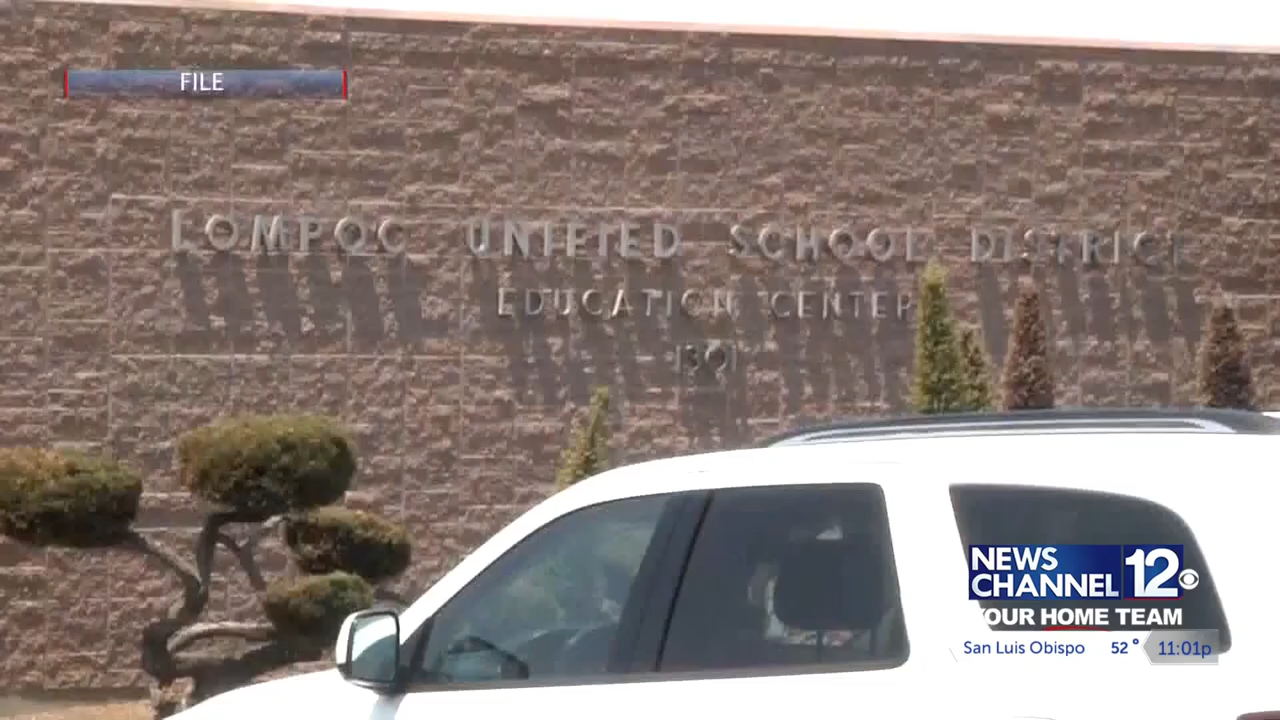 FILE
LOMPOC UNIFIED SCHOOL DISTRICT
EDUCATION CENTER
1301
NEWS
CHANNEL 12
YOUR HOME TEAM
San Luis Obispo 52° 11:01p